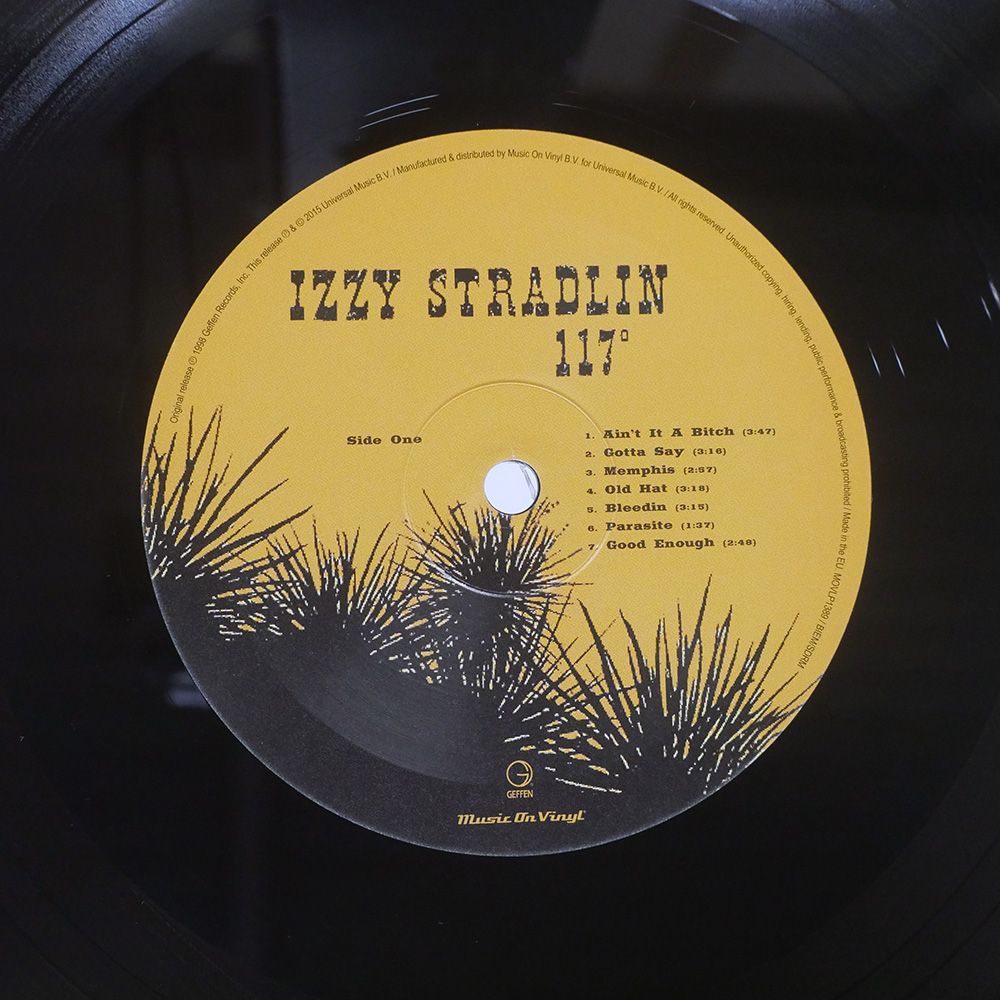 Original release ℗ 1998 Geffen Records, Inc. This release ℗ & © 2015 Universal Music B.V. / Manufactured & distributed by Music On Vinyl B.V. for Universal Music B.V. / All rights reserved. Unauthorized copying, hiring, lending, public performance & broadcasting prohibited / Made in the EU. MOVLP1389 / BIEM/SDRM
IZZY STRADLIN
117°
Side One
1. Ain't It A Bitch (3:47)
2. Gotta Say (3:16)
3. Memphis (2:57)
4. Old Hat (3:18)
5. Bleedin (3:15)
6. Parasite (1:37)
7. Good Enough (2:48)
G
GEFFEN
Music On Vinyl